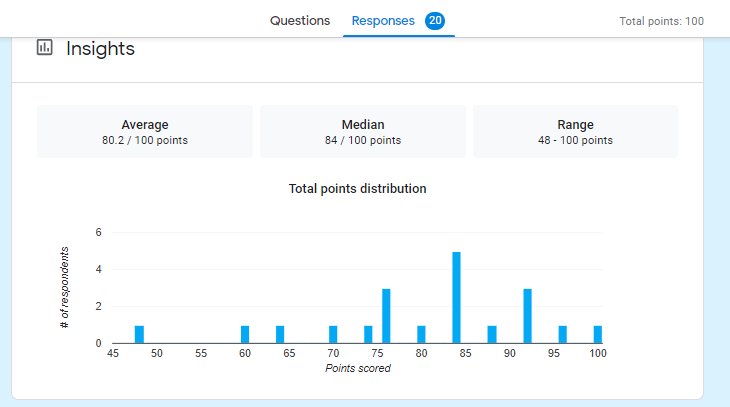 Questions Responses 20 Total points: 100
Insights
Average Median Range
80.2 / 100 points 84 / 100 points 48 - 100 points
Total points distribution
# of respondents
6
4
2
0
45 50 55 60 65 70 75 80 85 90 95 100
Points scored